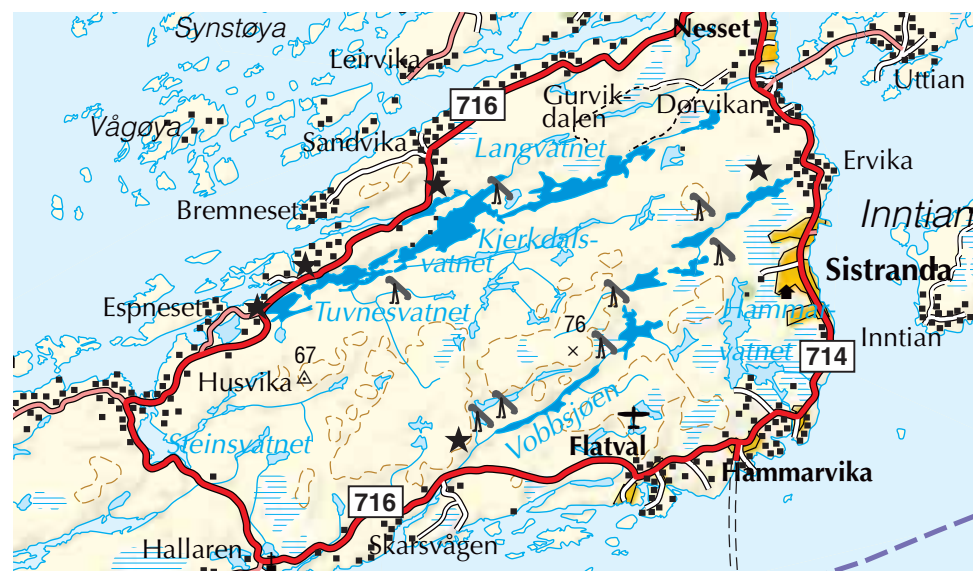 Synstøya
Nesset
Leirvika
Uttian
716
Gurvik-
dalen
Dørvikan
Vågøya
Sandvika
Langvatnet
Ervika
Bremneset
Inntian
Kjerkdals-
vatnet
Sistranda
Espneset
Tuvnesvatnet
Hammar-
vatnet
76
Inntian
714
67
Husvika
Steinsvatnet
Vobbsjøen
Flatval
Hammarvika
716
Skarsvågen
Hallaren